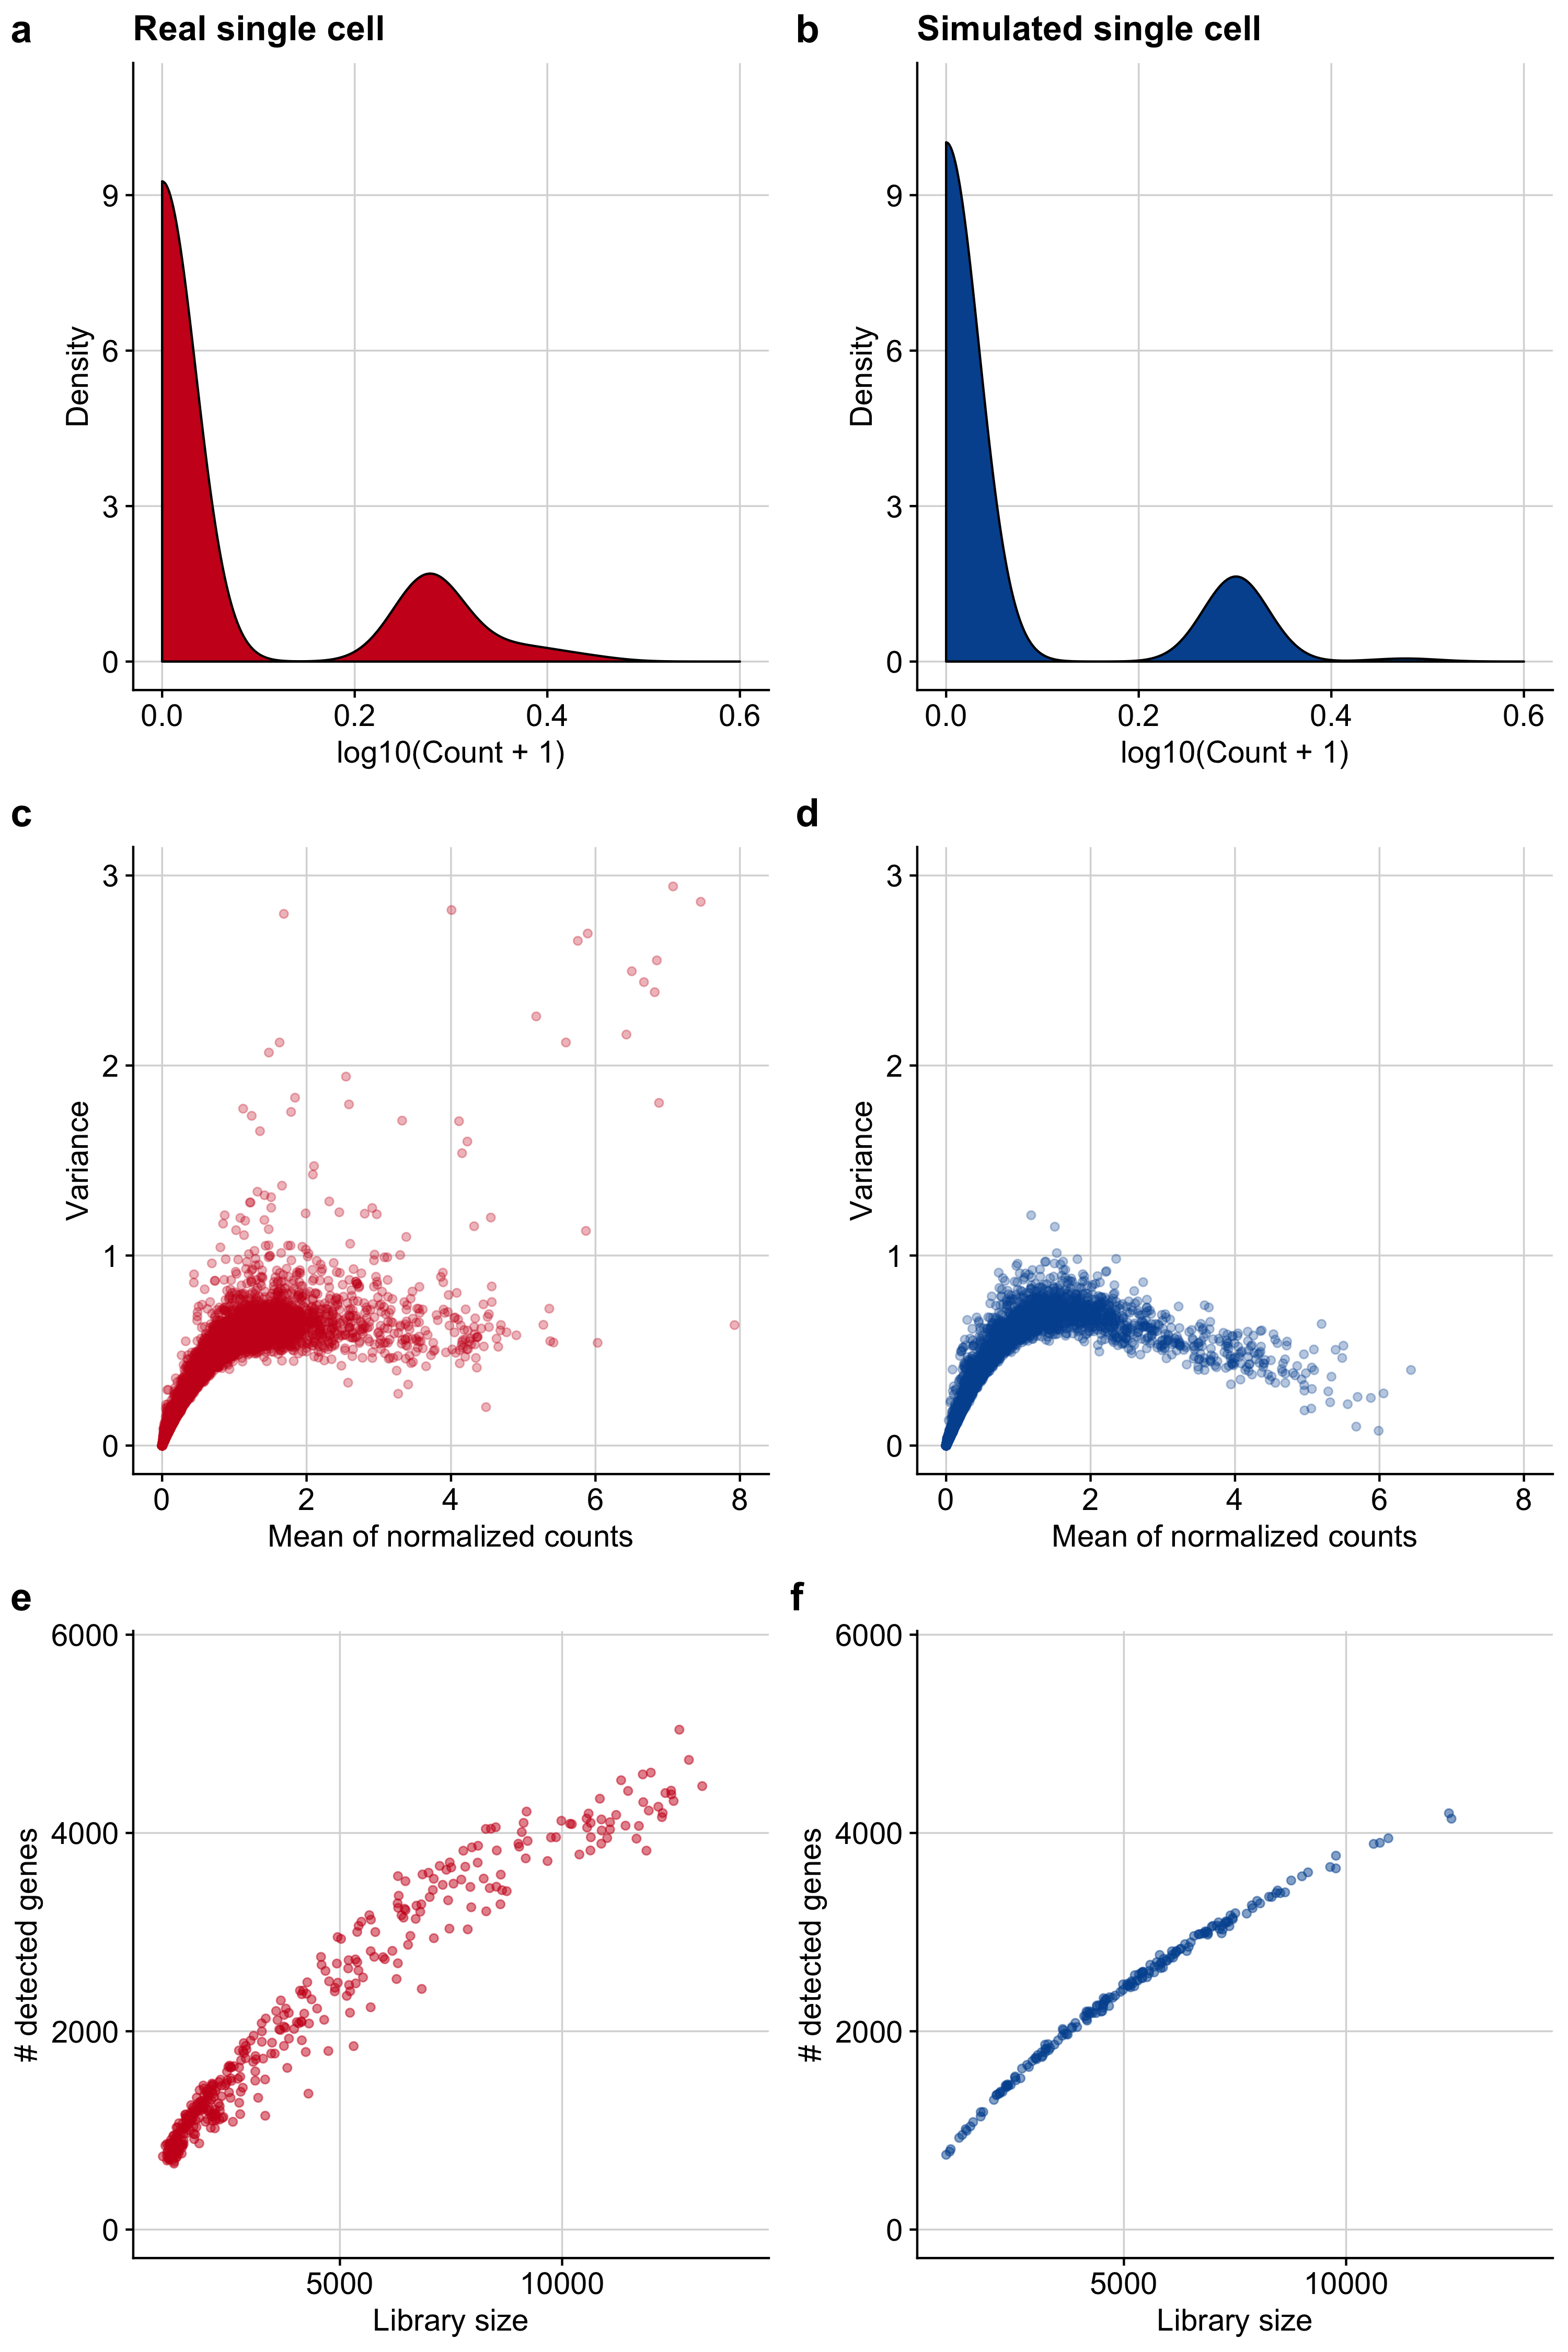 a
Real single cell
9
6
3
0
Density
0.0
0.2
0.4
0.6
log10(Count + 1)
b
Simulated single cell
9
6
3
0
Density
0.0
0.2
0.4
0.6
log10(Count + 1)
c
3
2
1
0
Variance
0
2
4
6
8
Mean of normalized counts
d
3
2
1
0
Variance
0
2
4
6
8
Mean of normalized counts
e
6000
4000
2000
0
# detected genes
5000
10000
Library size
f
6000
4000
2000
0
# detected genes
5000
10000
Library size